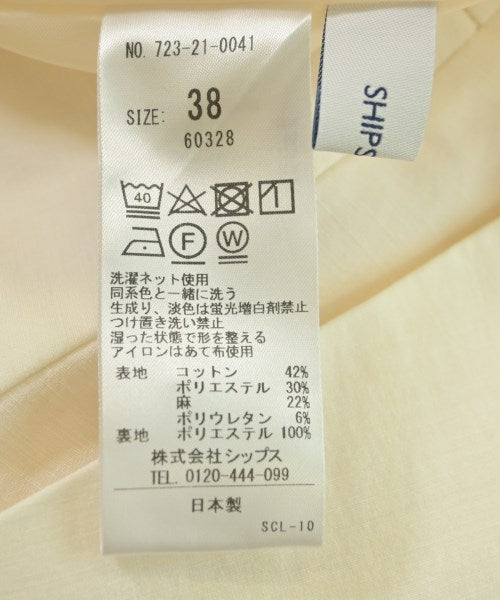 NO. 723-21-0041
SIZE: 38
60328
SHIPS
40
F
W
洗濯ネット使用
同系色と一緒に洗う
生成り、淡色は蛍光増白剤禁止
つけ置き洗い禁止
湿った状態で形を整える
アイロンはあて布使用
表地 コットン 42%
ポリエステル 30%
麻 22%
ポリウレタン 6%
裏地 ポリエステル 100%
株式会社シップス
TEL. 0120-444-099
日本製
SCL-10